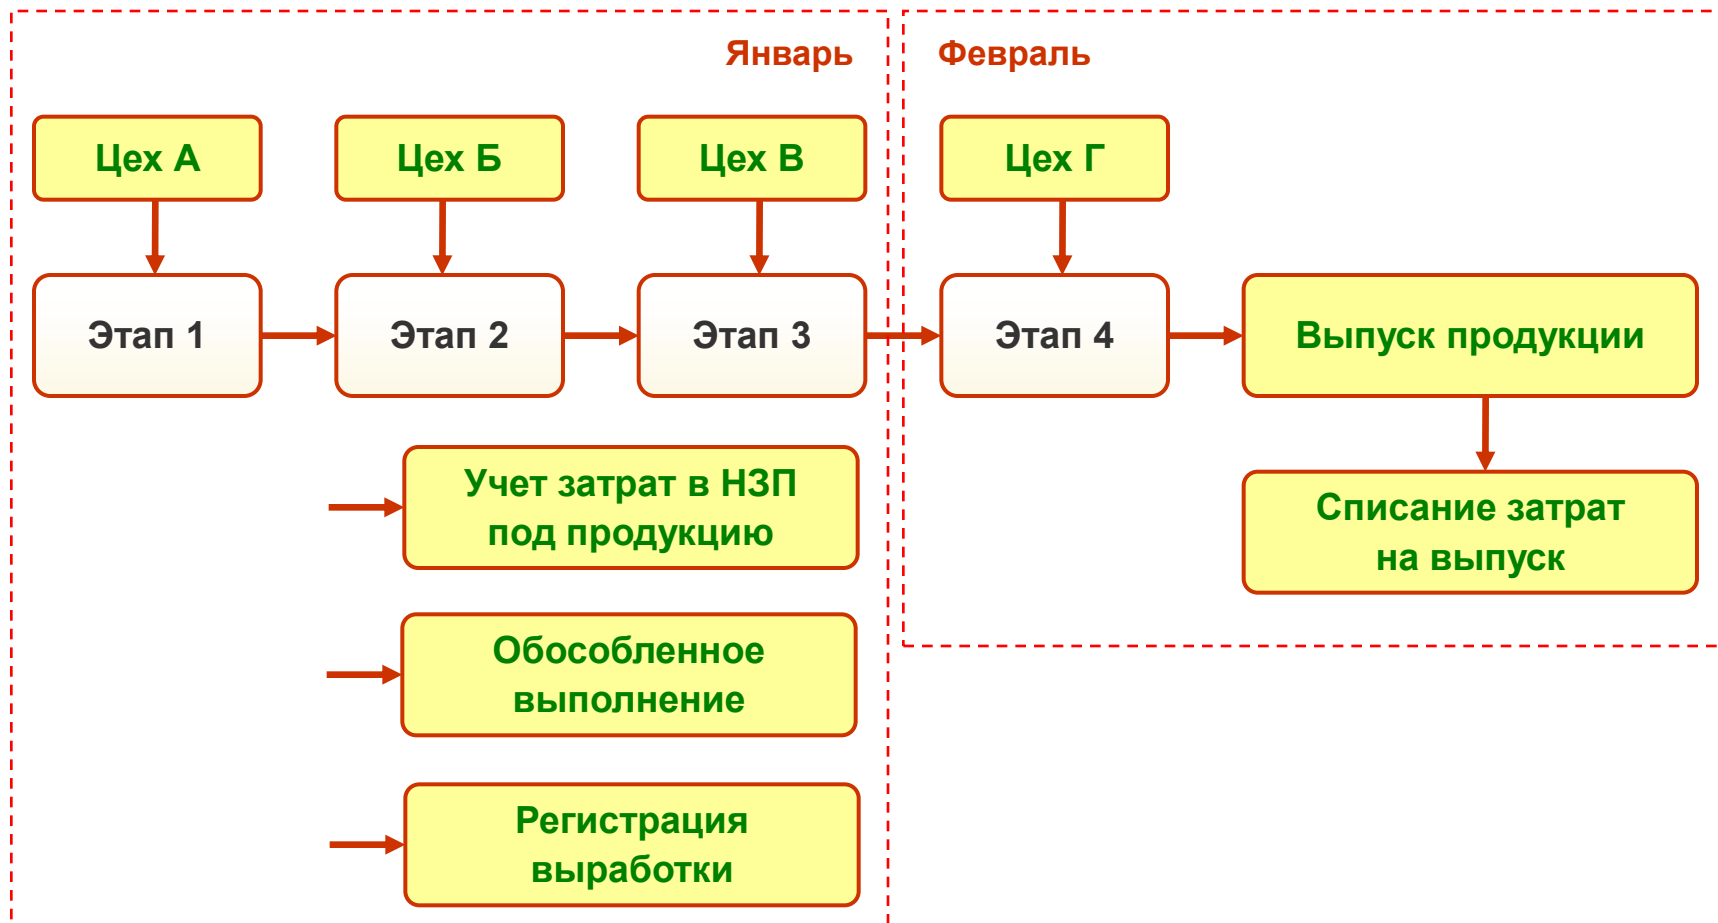 Январь
Февраль
Цех А
Цех Б
Цех В
Цех Г
Этап 1
Этап 2
Этап 3
Этап 4
Выпуск продукции
Учет затрат в НЗП
под продукцию
Списание затрат
на выпуск
Обособленное
выполнение
Регистрация
выработки